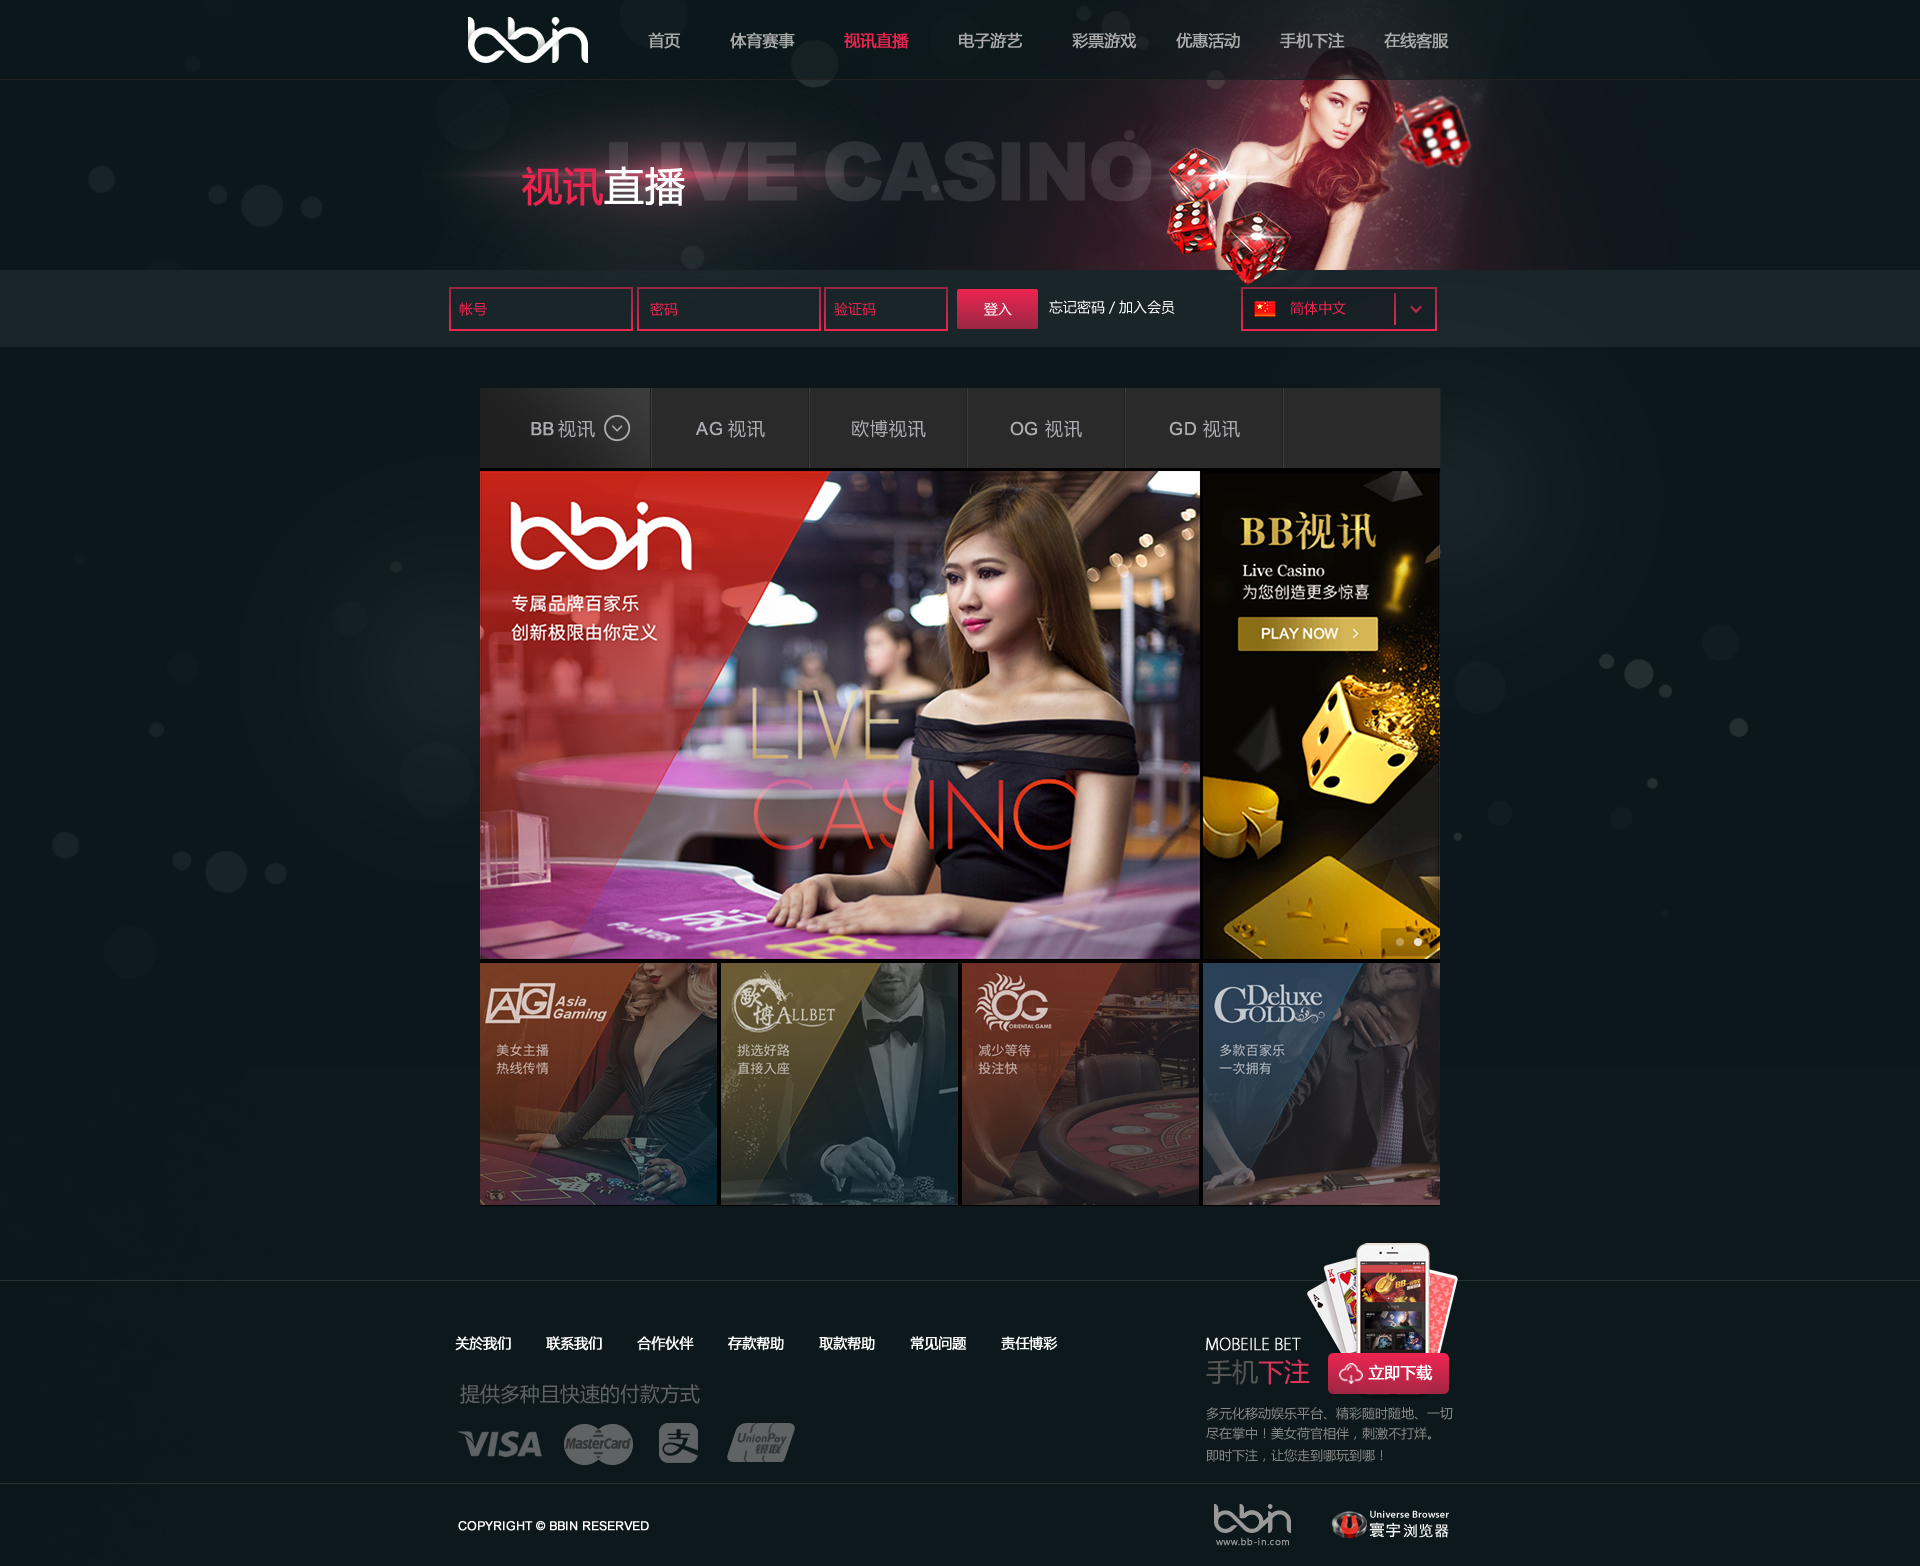 bbin
首页 体育赛事 视讯直播 电子游艺 彩票游戏 优惠活动 手机下注 在线客服
LIVE CASINO
视讯直播
帐号 密码 验证码 登入 忘记密码 / 加入会员 简体中文
BB 视讯 AG 视讯 欧博视讯 OG 视讯 GD 视讯
bbin
专属品牌百家乐
创新极限由你定义
LIVE
CASINO
PLAYER
闲
庄
BB视讯
Live Casino
为您创造更多惊喜
PLAY NOW
AG Asia Gaming
美女主播
热线传情
欧博 ALLBET
挑选好路
直接入座
OG
ORIENTAL GAME
减少等待
投注快
Deluxe
GOLD
多款百家乐
一次拥有
关於我们 联系我们 合作伙伴 存款帮助 取款帮助 常见问题 责任博彩
提供多种且快速的付款方式
VISA MasterCard 支 UnionPay 银联
MOBEILE BET
手机下注
立即下载
多元化移动娱乐平台、精彩随时随地、一切
尽在掌中！美女荷官相伴，刺激不打烊。
即时下注，让您走到哪玩到哪！
COPYRIGHT © BBIN RESERVED
bbin
www.bb-in.com
Universe Browser
寰宇浏览器